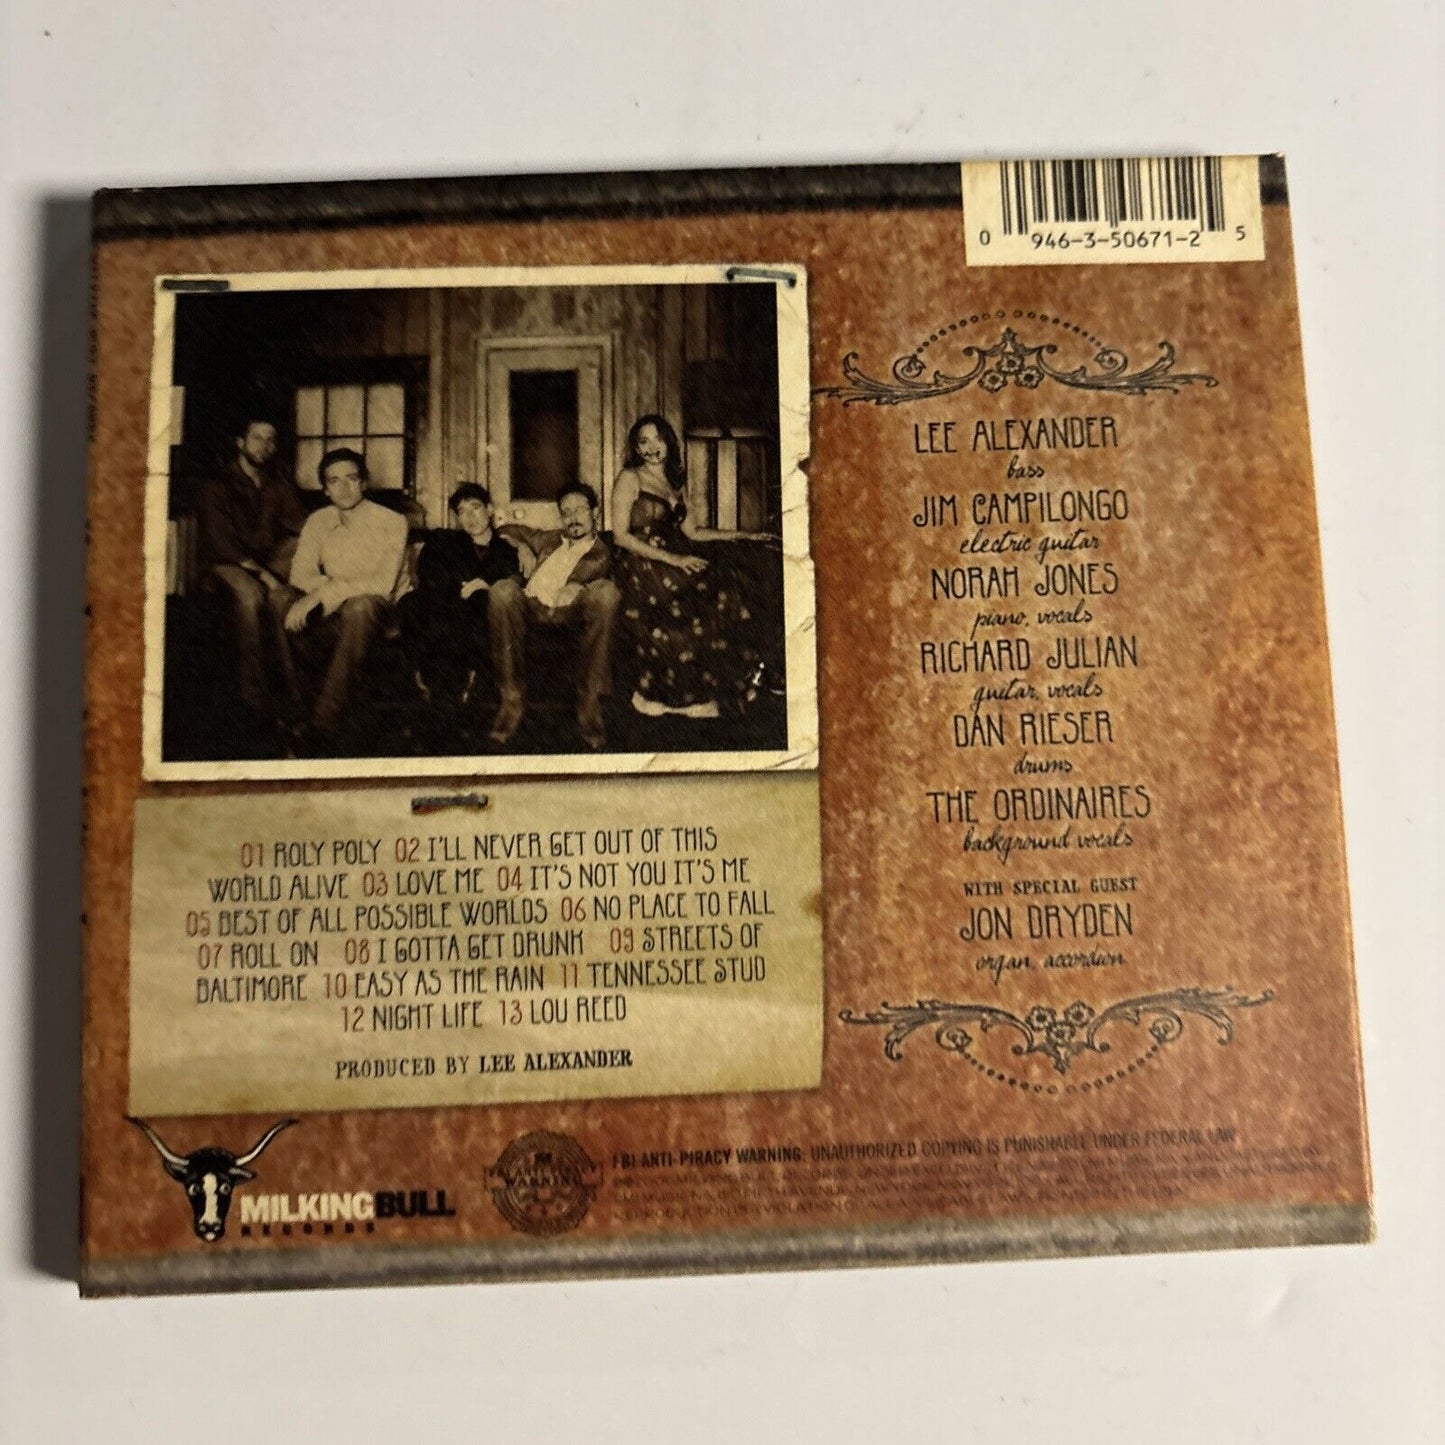 0 946-3-50671-2 5
LEE ALEXANDER
bass
JIM CAMPILONGO
electric guitar
NORAH JONES
piano, vocals
RICHARD JULIAN
guitar, vocals
DAN RIESER
drums
THE ORDINAIRES
background vocals
WITH SPECIAL GUEST
JON DRYDEN
organ, accordion
01 ROLY POLY 02 I'LL NEVER GET OUT OF THIS
WORLD ALIVE 03 LOVE ME 04 IT'S NOT YOU IT'S ME
05 BEST OF ALL POSSIBLE WORLDS 06 NO PLACE TO FALL
07 ROLL ON 08 I GOTTA GET DRUNK 09 STREETS OF
BALTIMORE 10 EASY AS THE RAIN 11 TENNESSEE STUD
12 NIGHT LIFE 13 LOU REED
PRODUCED BY LEE ALEXANDER
MILKINGBULL
RECORDS
FBI ANTI-PIRACY WARNING: UNAUTHORIZED COPYING IS PUNISHABLE UNDER FEDERAL LAW